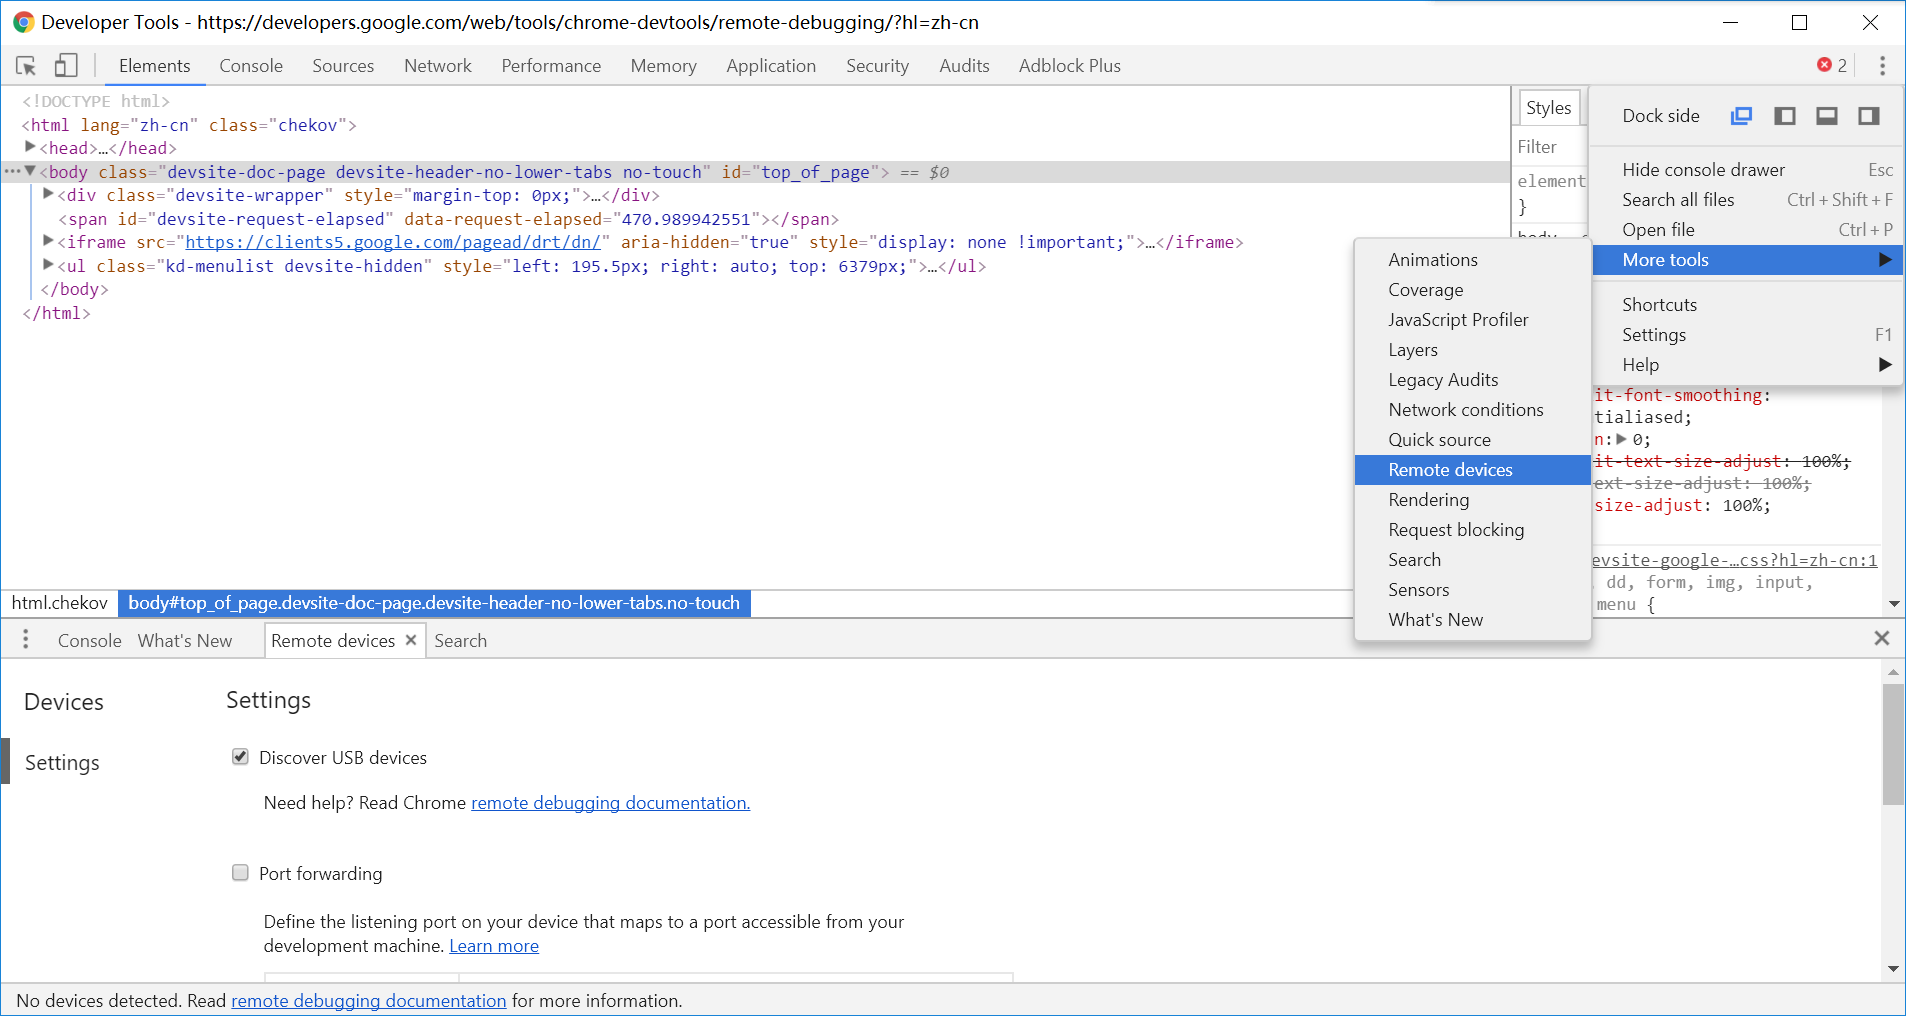 Developer Tools - https://developers.google.com/web/tools/chrome-devtools/remote-debugging/?hl=zh-cn
Elements Console Sources Network Performance Memory Application Security Audits Adblock Plus 2
<!DOCTYPE html>
<html lang="zh-cn" class="chekov">
<head>…</head>
<body class="devsite-doc-page devsite-header-no-lower-tabs no-touch" id="top_of_page"> == $0
<div class="devsite-wrapper" style="margin-top: 0px;">…</div>
<span id="devsite-request-elapsed" data-request-elapsed="470.989942551"></span>
<iframe src="https://clients5.google.com/pagead/drt/dn/" aria-hidden="true" style="display: none !important;">…</iframe>
<ul class="kd-menulist devsite-hidden" style="left: 195.5px; right: auto; top: 6379px;">…</ul>
</body>
</html>
Styles
Filter
element
}
Dock side
Hide console drawer Esc
Search all files Ctrl + Shift + F
Open file Ctrl + P
More tools
Shortcuts
Settings F1
Help
Animations
Coverage
JavaScript Profiler
Layers
Legacy Audits
Network conditions
Quick source
Remote devices
Rendering
Request blocking
Search
Sensors
What's New
it-font-smoothing:
tialiased;
n: 0;
it-text-size-adjust: 100%;
ext-size-adjust: 100%;
size-adjust: 100%;
evsite-google-…css?hl=zh-cn:1
, dd, form, img, input,
menu {
html.chekov body#top_of_page.devsite-doc-page.devsite-header-no-lower-tabs.no-touch
Console What's New Remote devices Search
Devices
Settings
Settings
Discover USB devices
Need help? Read Chrome remote debugging documentation.
Port forwarding
Define the listening port on your device that maps to a port accessible from your
development machine. Learn more
No devices detected. Read remote debugging documentation for more information.